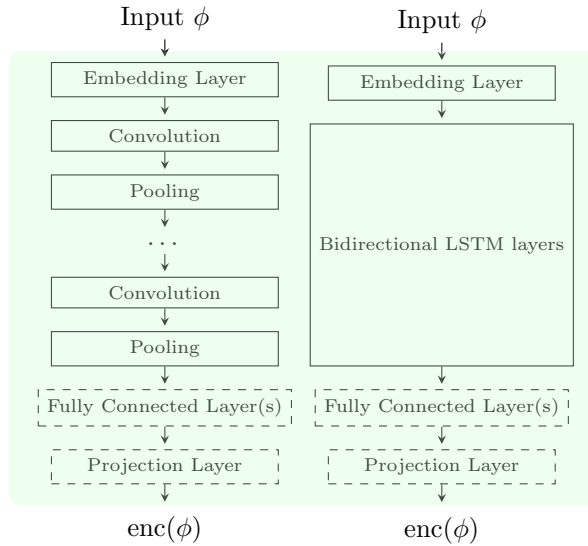 Input ϕ
Embedding Layer
Convolution
Pooling
···
Convolution
Pooling
Fully Connected Layer(s)
Projection Layer
enc(ϕ)
Input ϕ
Embedding Layer
Bidirectional LSTM layers
Fully Connected Layer(s)
Projection Layer
enc(ϕ)